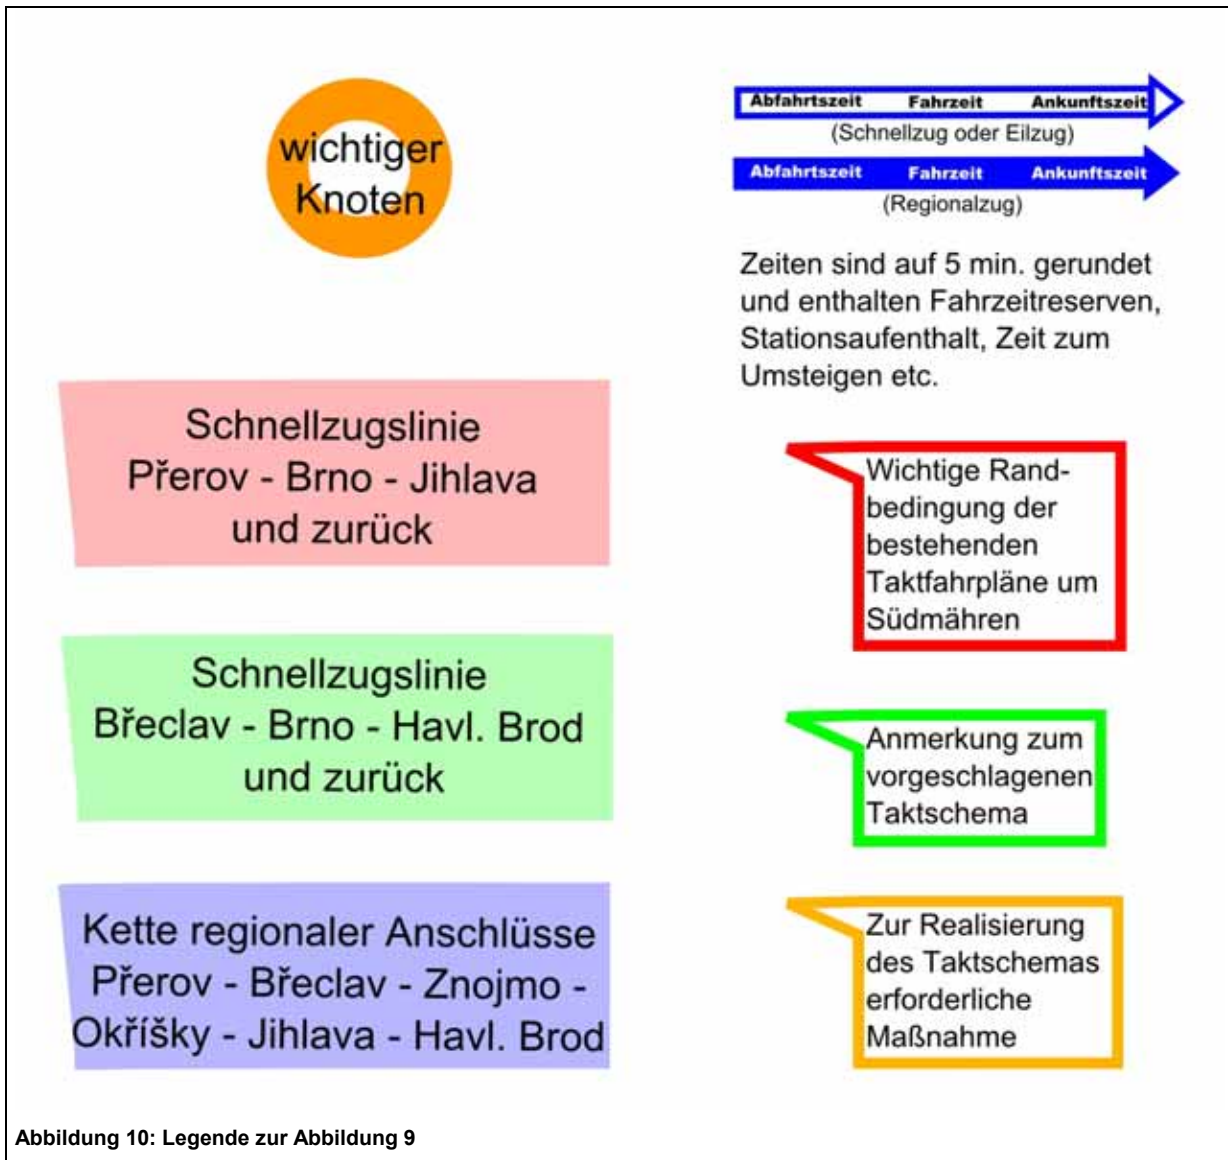 wichtiger
Knoten
Abfahrtszeit Fahrzeit Ankunftszeit
(Schnellzug oder Eilzug)
Abfahrtszeit Fahrzeit Ankunftszeit
(Regionalzug)
Zeiten sind auf 5 min. gerundet
und enthalten Fahrzeitreserven,
Stationsaufenthalt, Zeit zum
Umsteigen etc.
Schnellzugslinie
Přerov - Brno - Jihlava
und zurück
Schnellzugslinie
Břeclav - Brno - Havl. Brod
und zurück
Kette regionaler Anschlüsse
Přerov - Břeclav - Znojmo -
Okříšky - Jihlava - Havl. Brod
Wichtige Rand-
bedingung der
bestehenden
Taktfahrpläne um
Südmähren
Anmerkung zum
vorgeschlagenen
Taktschema
Zur Realisierung
des Taktschemas
erforderliche
Maßnahme
Abbildung 10: Legende zur Abbildung 9